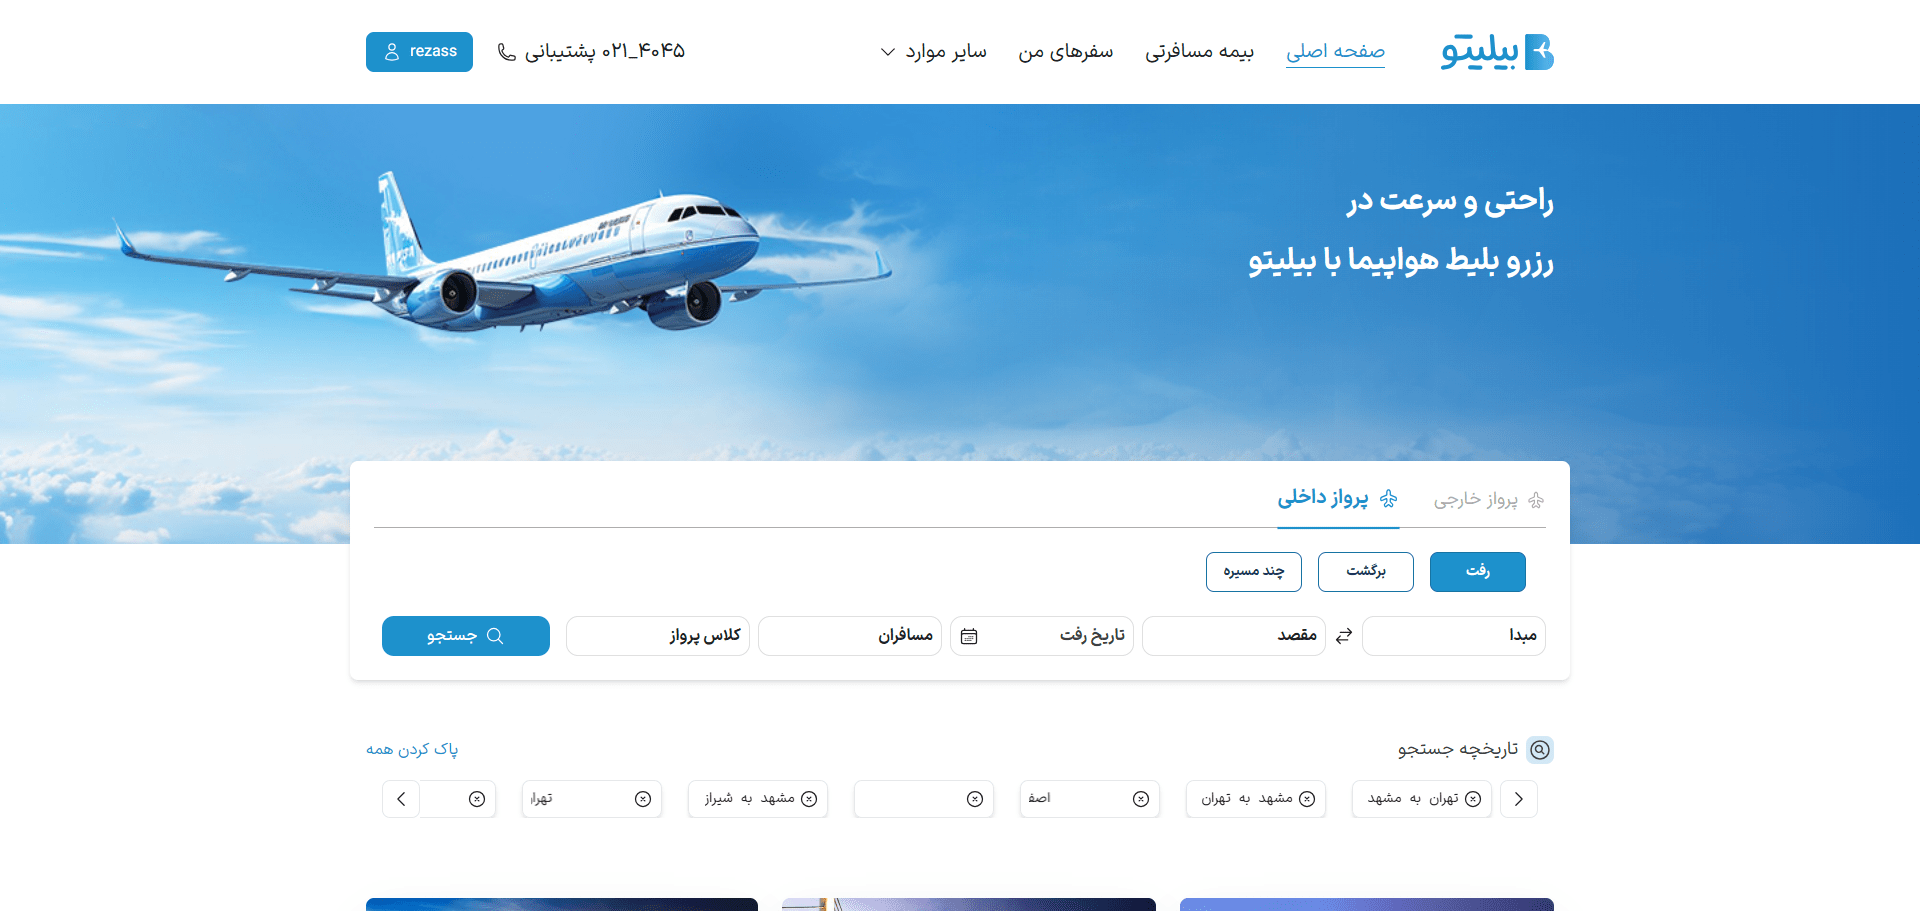 بیلیتو
صفحه اصلی
بیمه مسافرتی
سفرهای من
سایر موارد
۰۲۱_۴۰۴۵ پشتیبانی
rezass
راحتی و سرعت در
رزرو بلیط هواپیما با بیلیتو
پرواز خارجی
پرواز داخلی
رفت
برگشت
چند مسیره
مبدا
مقصد
تاریخ رفت
مسافران
کلاس پرواز
جستجو
تاریخچه جستجو
پاک کردن همه
تهران به مشهد
مشهد به تهران
اصف
مشهد به شیراز